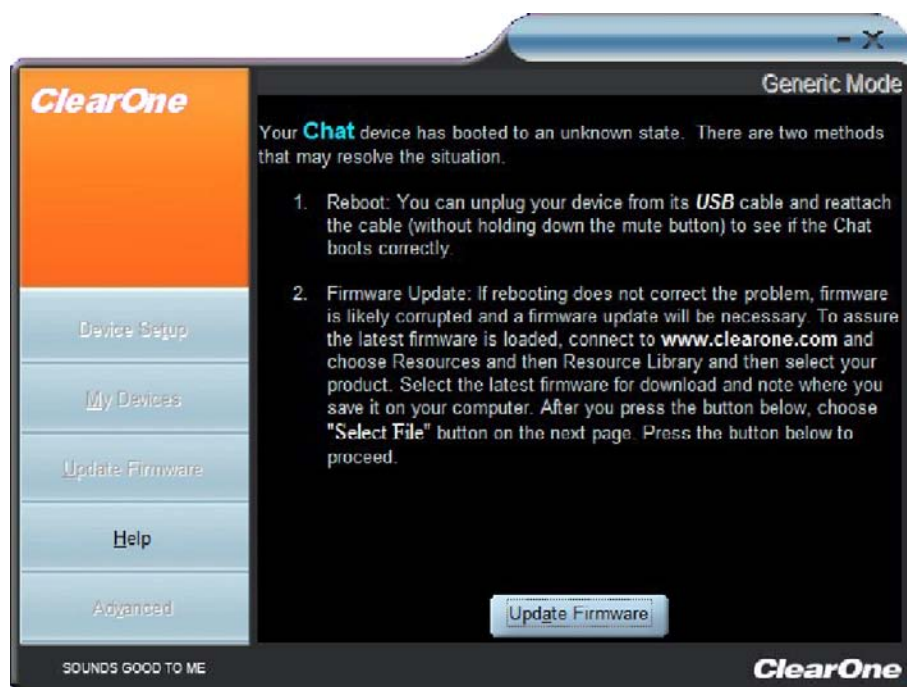 Generic Mode
ClearOne
Your Chat device has booted to an unknown state. There are two methods
that may resolve the situation.
1. Reboot: You can unplug your device from its USB cable and reattach
the cable (without holding down the mute button) to see if the Chat
boots correctly.
2. Firmware Update: If rebooting does not correct the problem, firmware
is likely corrupted and a firmware update will be necessary. To assure
the latest firmware is loaded, connect to www.clearone.com and
choose Resources and then Resource Library and then select your
product. Select the latest firmware for download and note where you
save it on your computer. After you press the button below, choose
"Select File" button on the next page. Press the button below to
proceed.
Device Setup
My Devices
Update Firmware
Help
Advanced
Update Firmware
SOUNDS GOOD TO ME
ClearOne